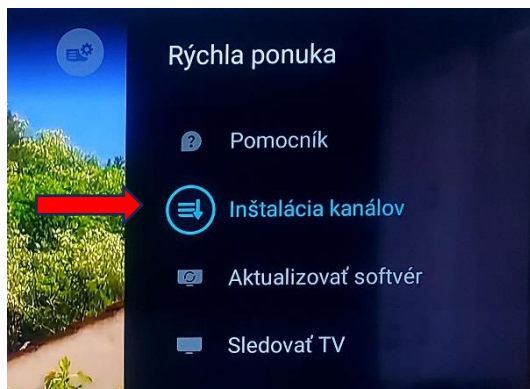 Rýchla ponuka
Pomocník
Inštalácia kanálov
Aktualizovať softvér
Sledovať TV